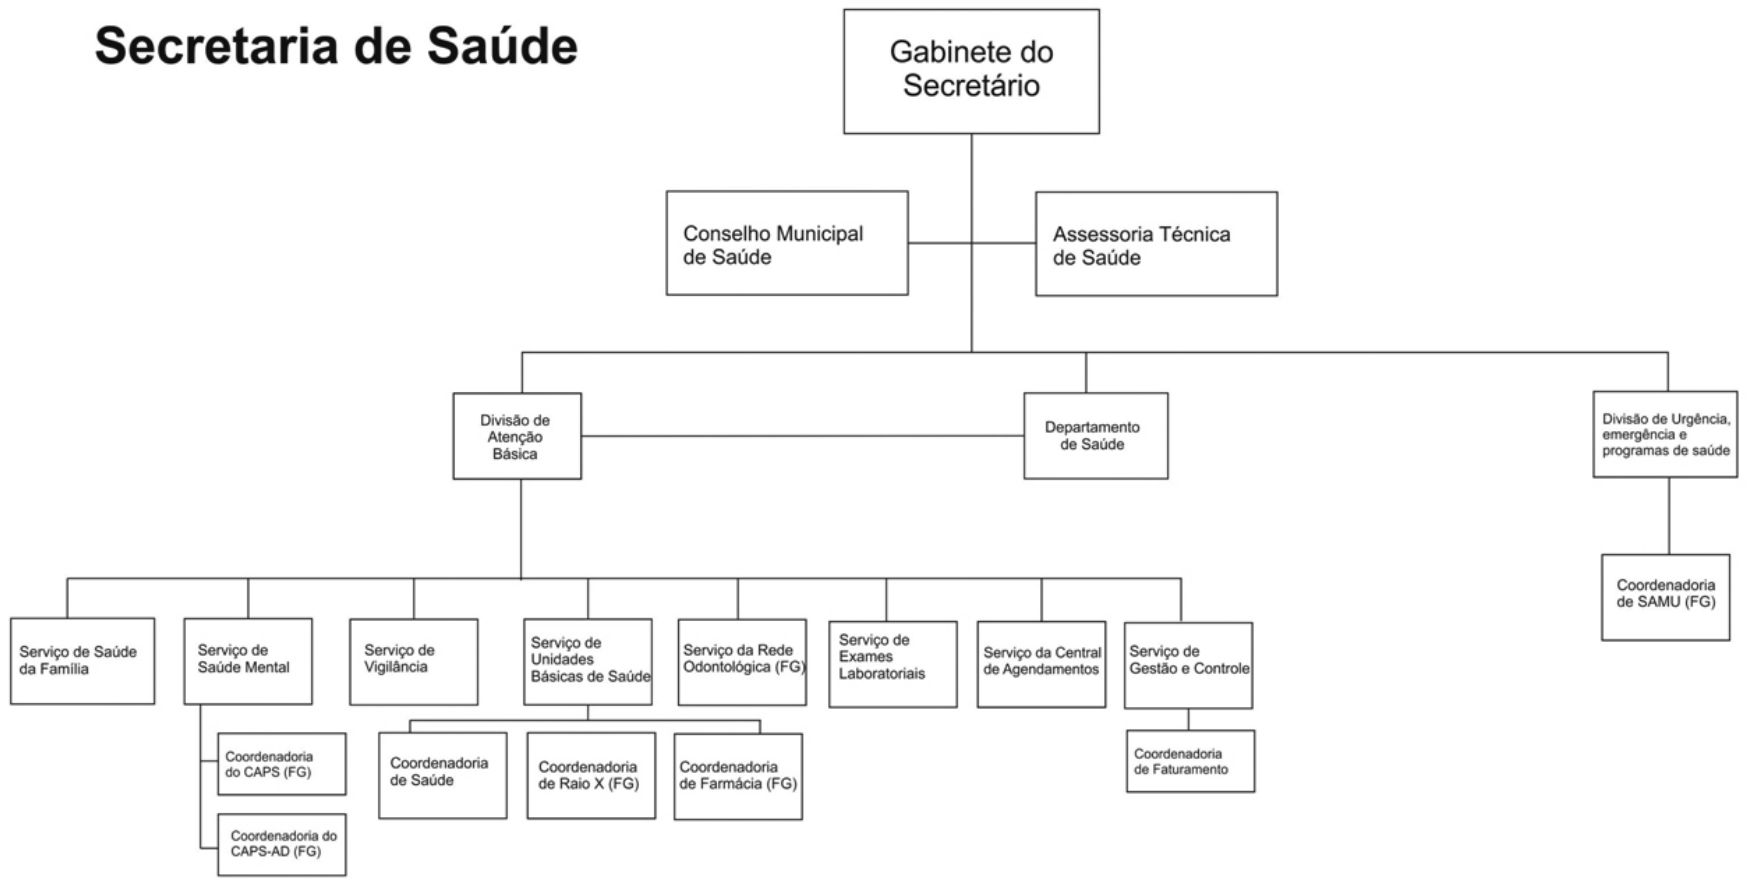 Secretaria de Saúde
Gabinete do
Secretário
Conselho Municipal
de Saúde
Assessoria Técnica
de Saúde
Divisão de
Atenção
Básica
Departamento
de Saúde
Divisão de Urgência,
emergência e
programas de saúde
Coordenadoria
de SAMU (FG)
Serviço de Saúde
da Família
Serviço de
Saúde Mental
Serviço de
Vigilância
Serviço de
Unidades
Básicas de Saúde
Serviço da Rede
Odontológica (FG)
Serviço de
Exames
Laboratoriais
Serviço da Central
de Agendamentos
Serviço de
Gestão e Controle
Coordenadoria
do CAPS (FG)
Coordenadoria do
CAPS-AD (FG)
Coordenadoria
de Saúde
Coordenadoria
de Raio X (FG)
Coordenadoria
de Farmácia (FG)
Coordenadoria
de Faturamento